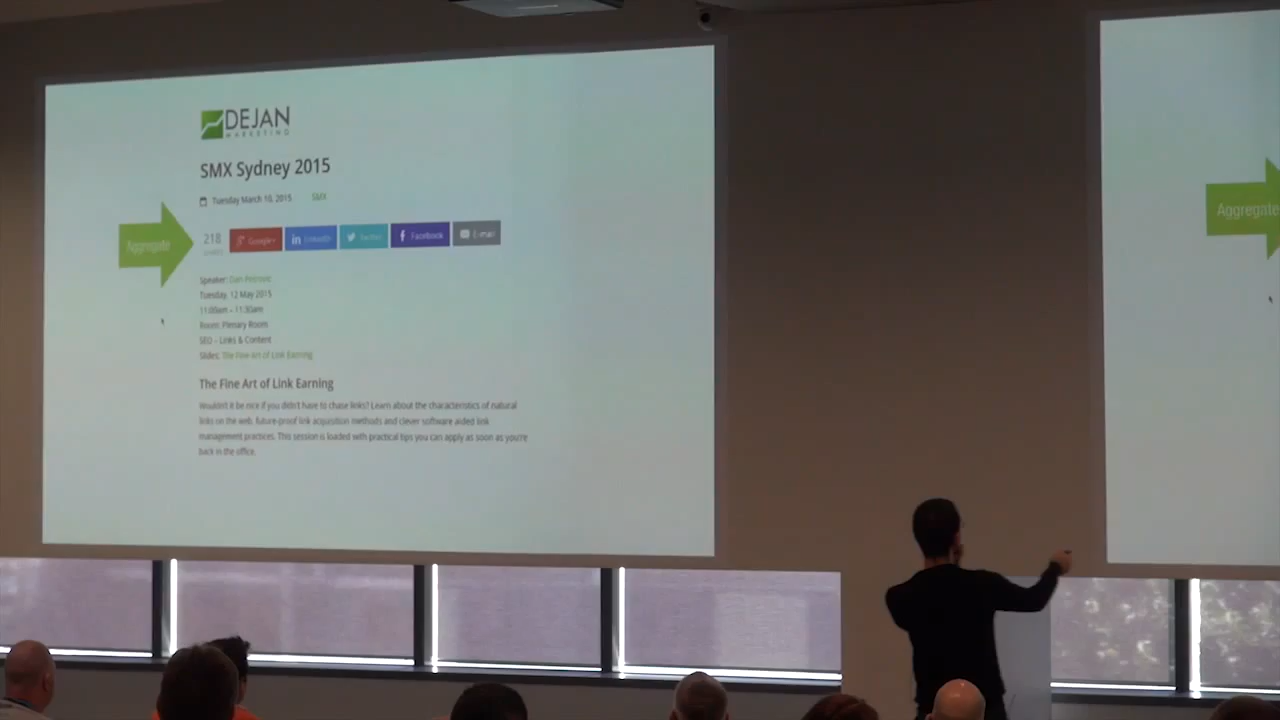 DEJAN
MARKETING
SMX Sydney 2015
Tuesday March 10, 2015 SMX
Aggregate
218
SHARES
Google+
LinkedIn
Twitter
Facebook
E-mail
Speaker: Dan Petrovic
Tuesday, 12 May 2015
11:00am – 11:30am
Room: Plenary Room
SEO – Links & Content
Slides: The Fine Art of Link Earning
The Fine Art of Link Earning
Wouldn't it be nice if you didn't have to chase links? Learn about the characteristics of natural
links on the web, future-proof link acquisition methods and clever software aided link
management practices. This session is loaded with practical tips you can apply as soon as you're
back in the office.
Aggregate